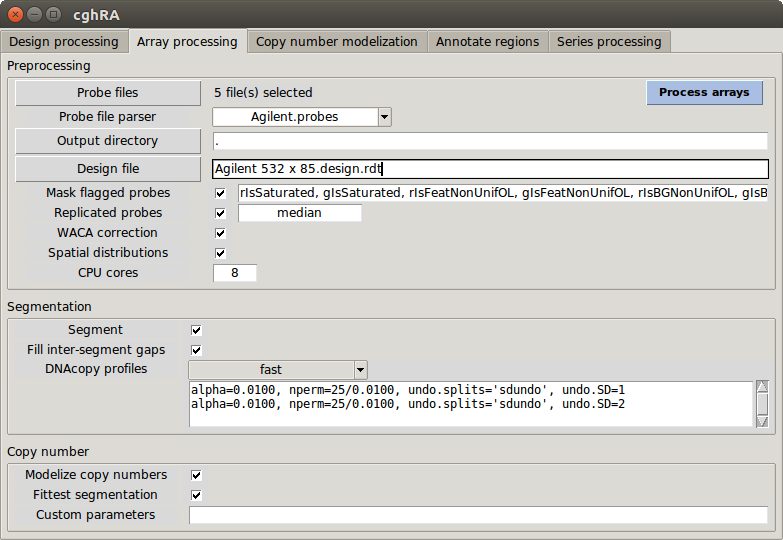 cghRA
Design processing Array processing Copy number modelization Annotate regions Series processing
Preprocessing
Probe files 5 file(s) selected Process arrays
Probe file parser Agilent.probes
Output directory .
Design file Agilent 532 x 85.design.rdt
Mask flagged probes rIsSaturated, gIsSaturated, rIsFeatNonUnifOL, gIsFeatNonUnifOL, rIsBGNonUnifOL, gIsB
Replicated probes median
WACA correction
Spatial distributions
CPU cores 8
Segmentation
Segment
Fill inter-segment gaps
DNAcopy profiles fast
alpha=0.0100, nperm=25/0.0100, undo.splits='sdundo', undo.SD=1
alpha=0.0100, nperm=25/0.0100, undo.splits='sdundo', undo.SD=2
Copy number
Modelize copy numbers
Fittest segmentation
Custom parameters